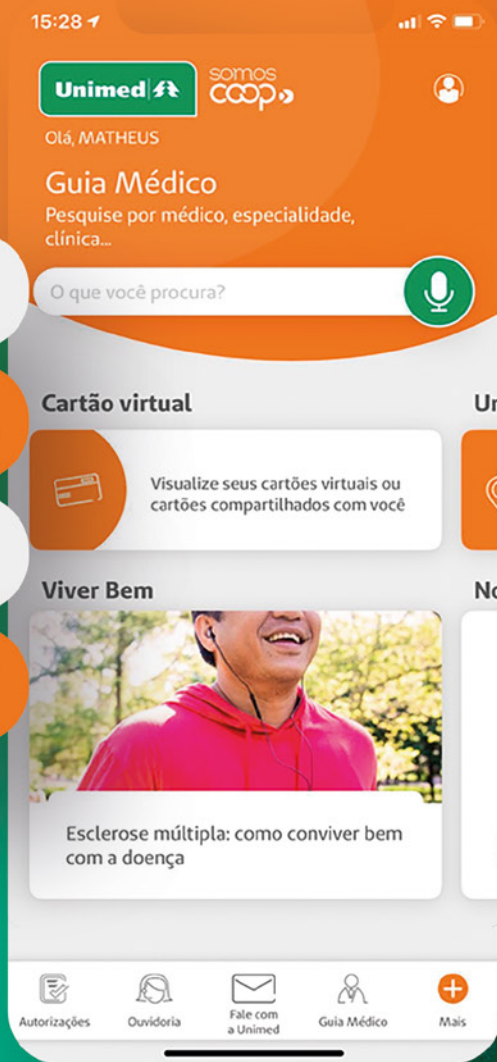 15:28
Unimed
somos
coop
Olá, MATHEUS
Guia Médico
Pesquise por médico, especialidade,
clínica...
O que você procura?
Cartão virtual
Visualize seus cartões virtuais ou
cartões compartilhados com você
Viver Bem
Esclerose múltipla: como conviver bem
com a doença
Autorizações
Ouvidoria
Fale com
a Unimed
Guia Médico
Mais